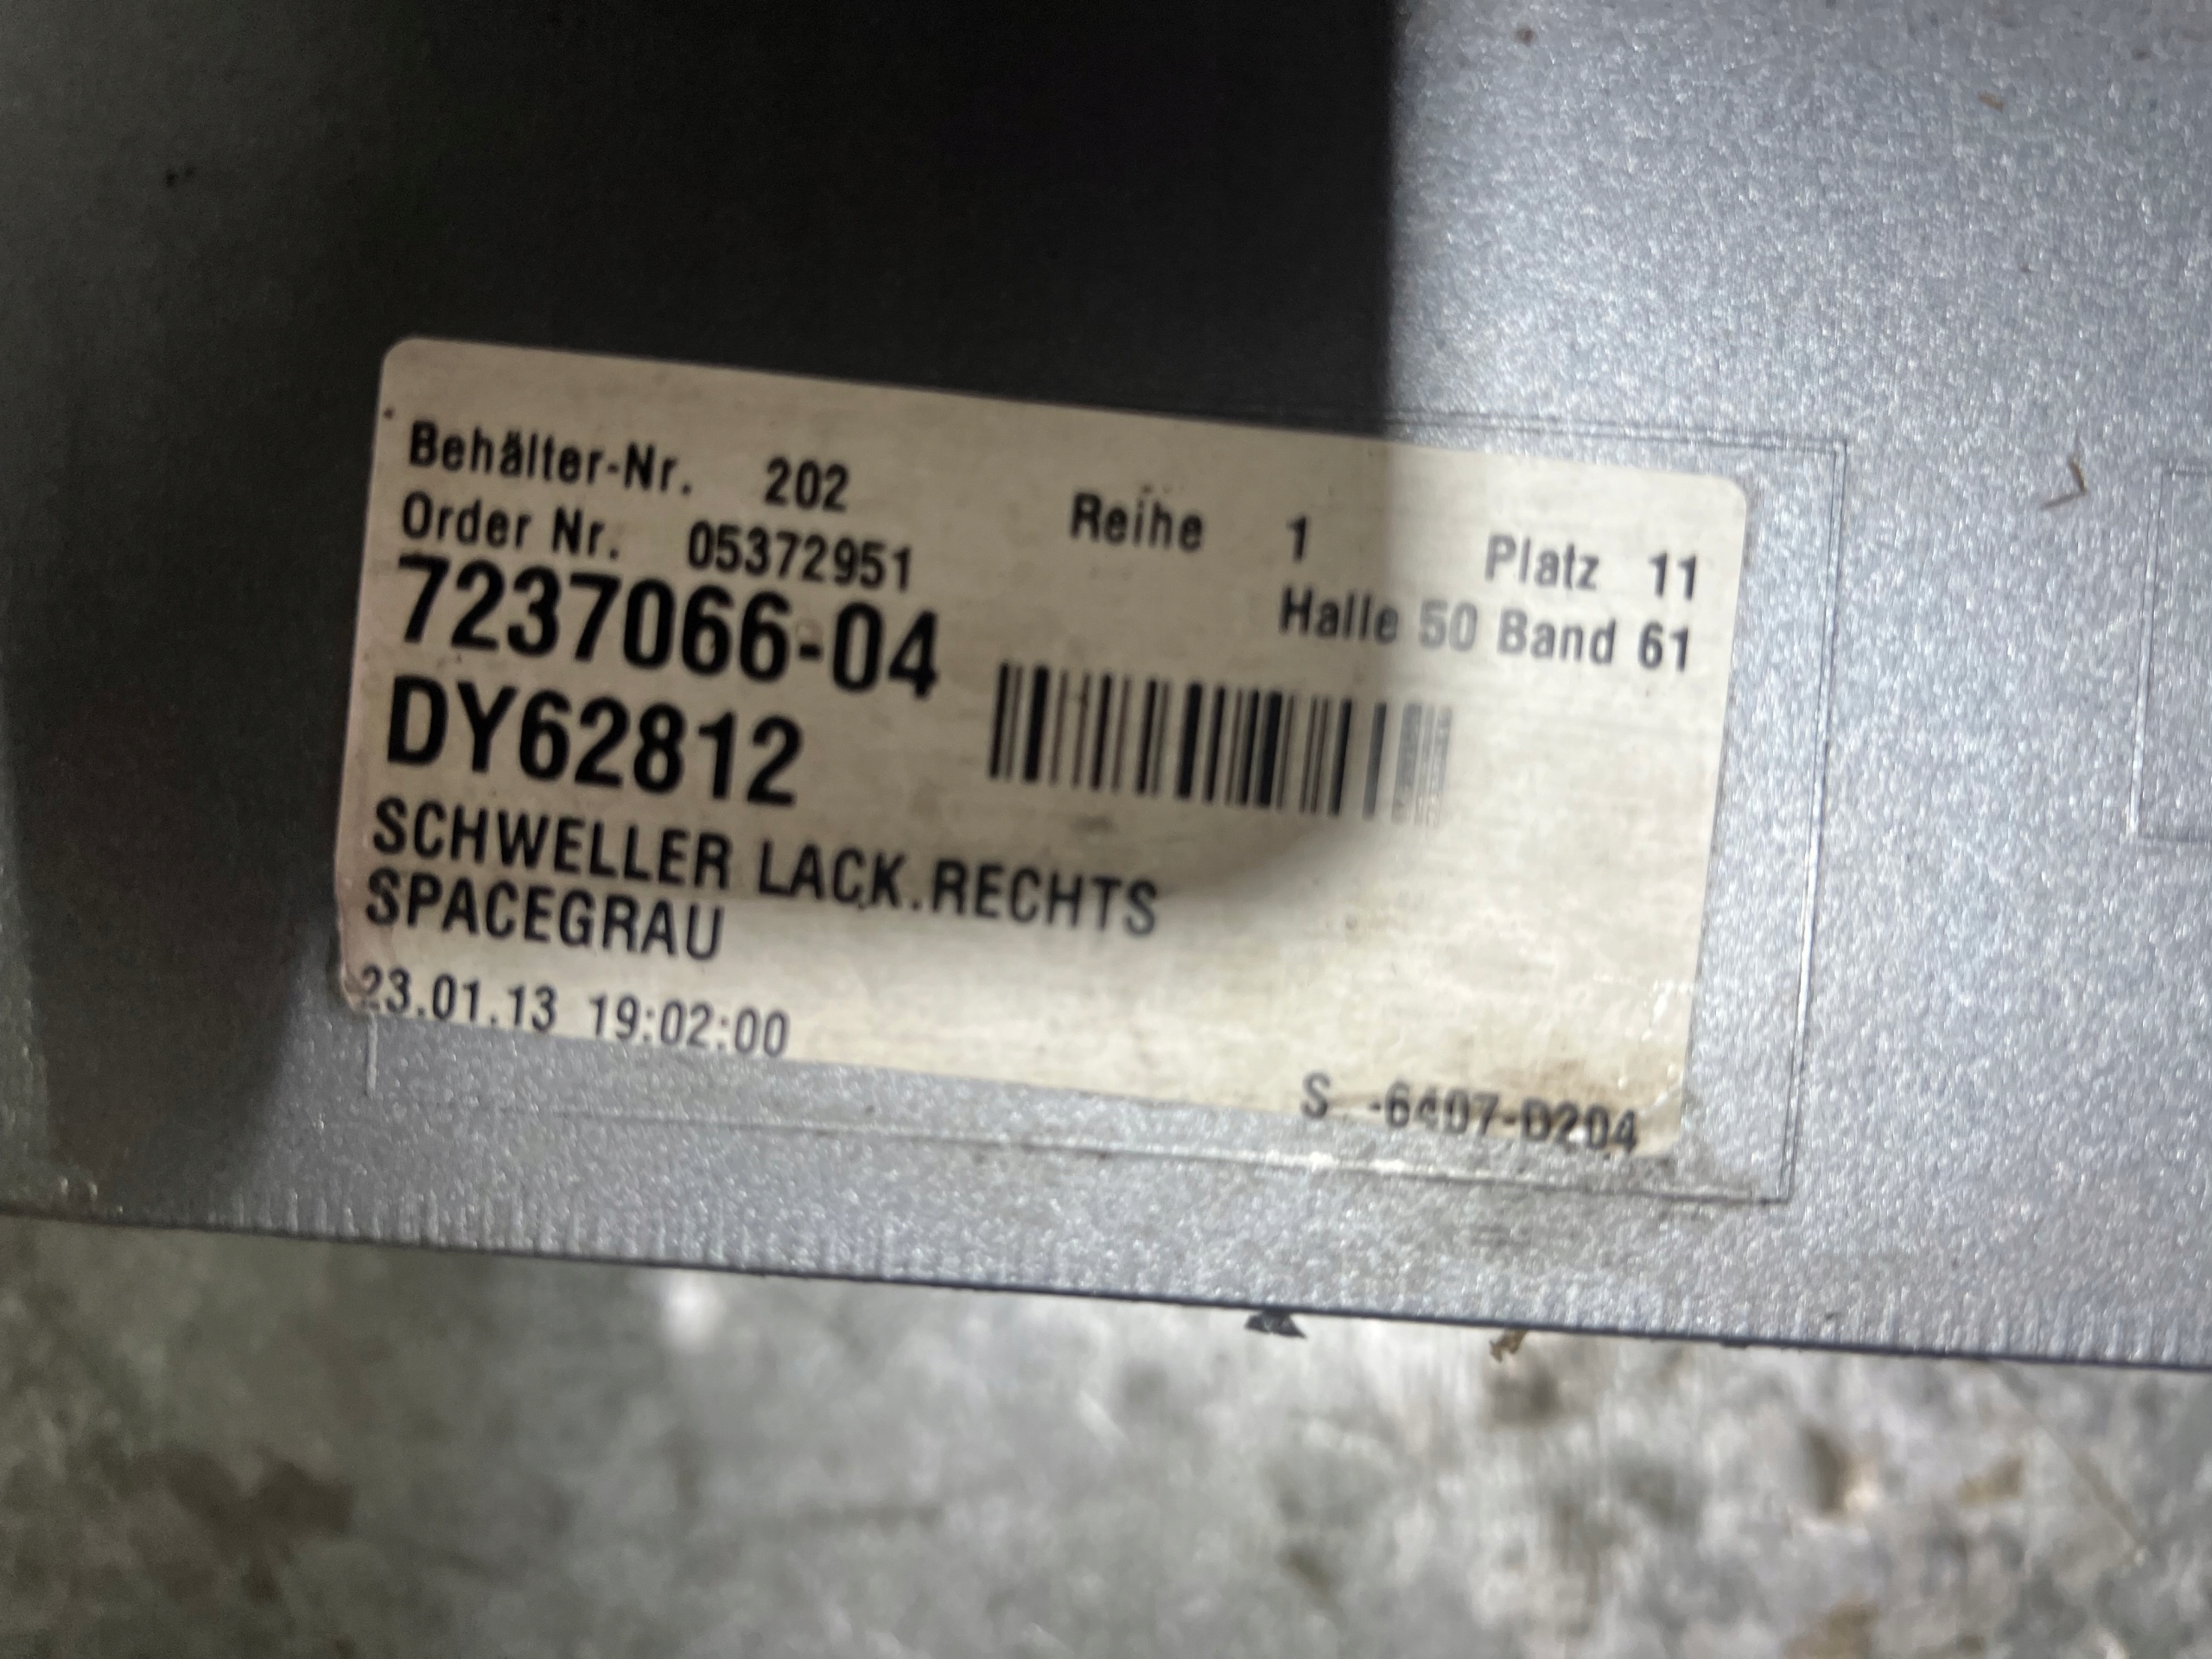 Behälter-Nr. 202 Reihe 1 Platz 11
Order Nr. 05372951 Halle 50 Band 61
7237066-04
DY62812
SCHWELLER LACK.RECHTS
SPACEGRAU
23.01.13 19:02:00
S